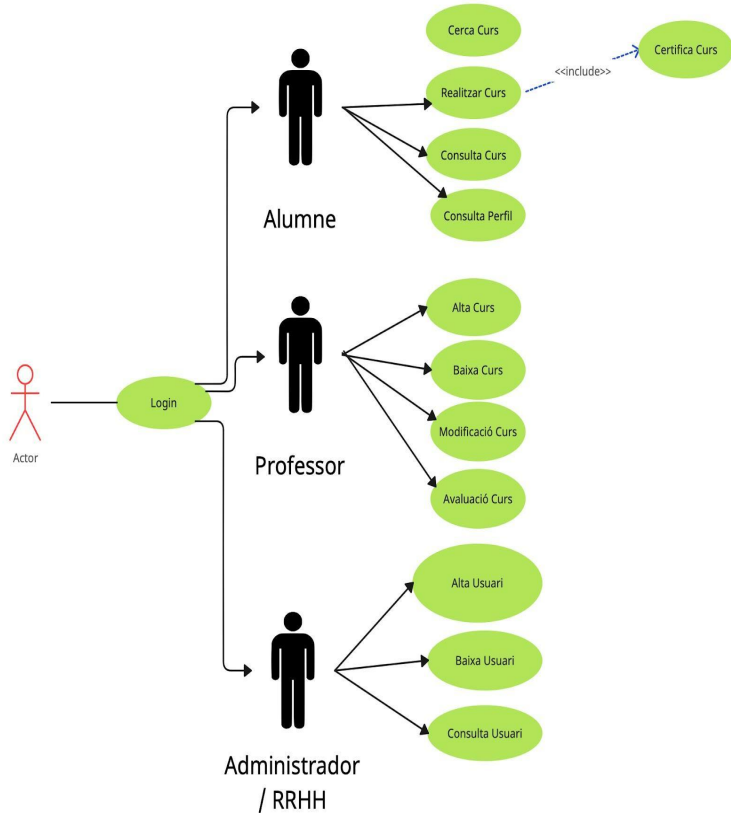 Cerca Curs
Certifica Curs
<<include>>
Realitzar Curs
Consulta Curs
Consulta Perfil
Alumne
Alta Curs
Baixa Curs
Modificació Curs
Avaluació Curs
Professor
Login
Actor
Alta Usuari
Baixa Usuari
Consulta Usuari
Administrador
/ RRHH